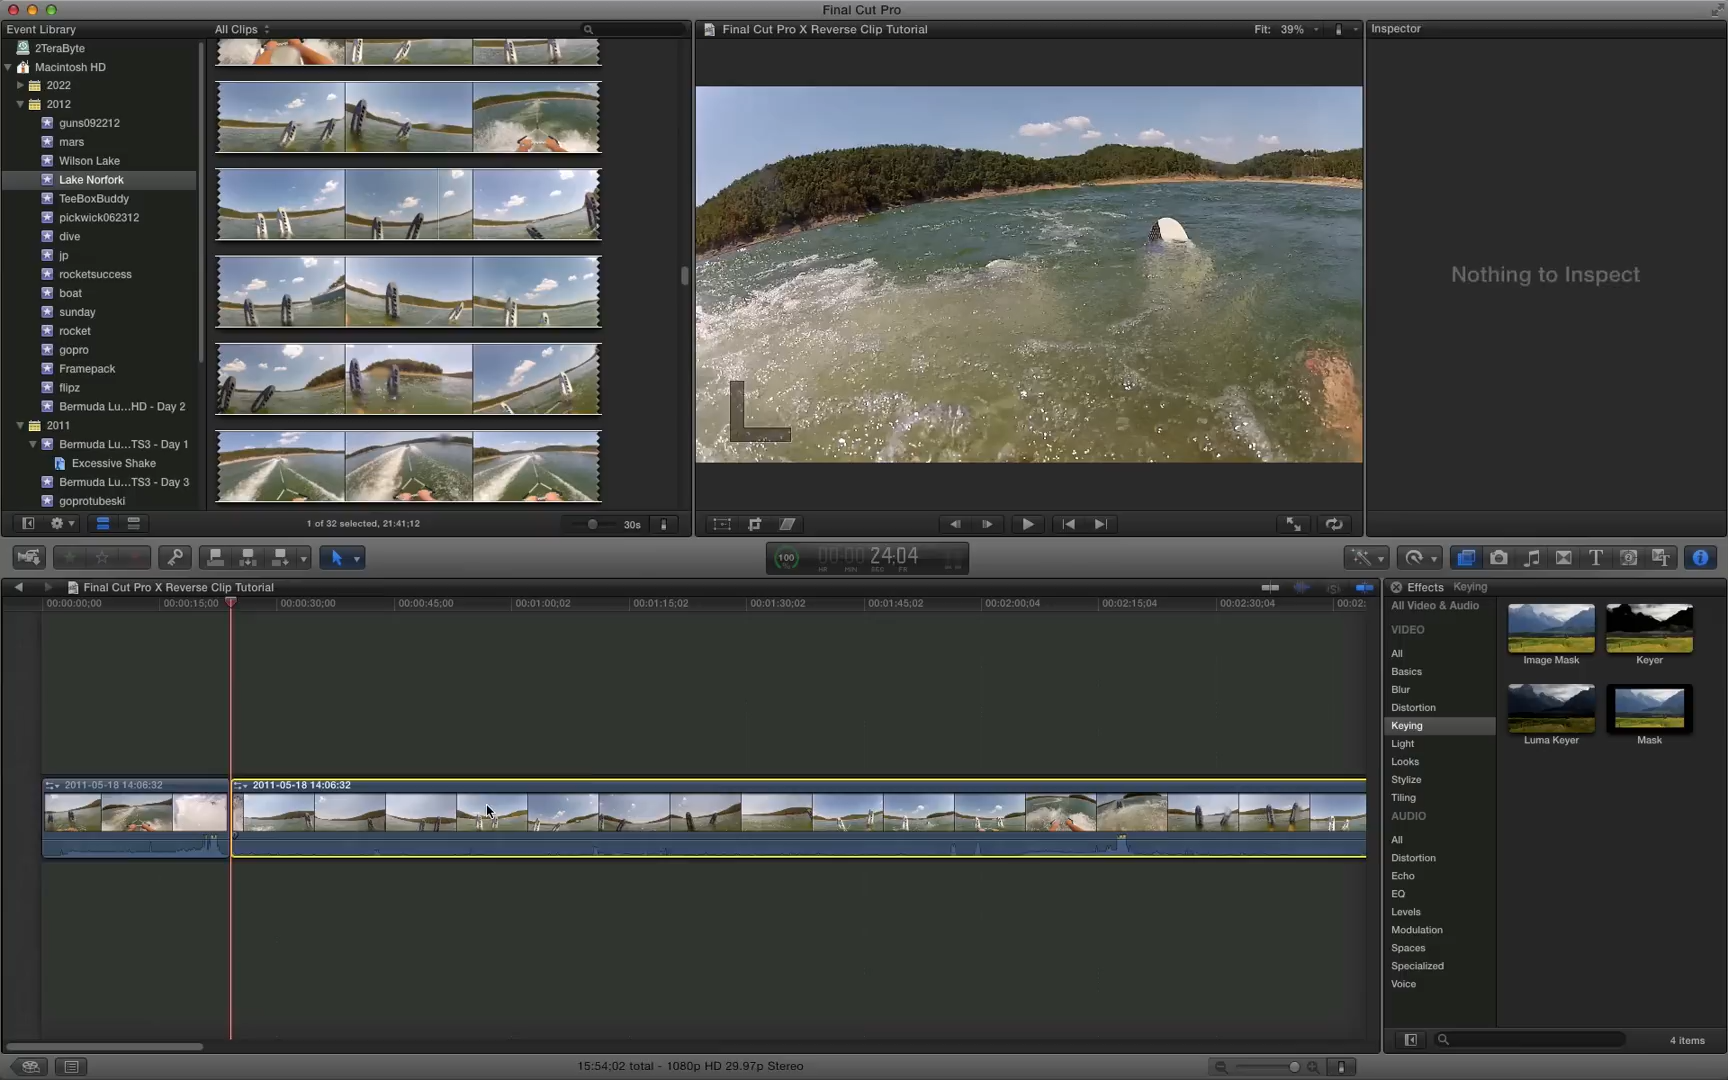 Final Cut Pro
Event Library
All Clips
Final Cut Pro X Reverse Clip Tutorial
Fit: 39%
Inspector
2TeraByte
Macintosh HD
2022
2012
guns092212
mars
Wilson Lake
Lake Norfork
TeeBoxBuddy
pickwick062312
dive
jp
rocketsuccess
boat
sunday
rocket
gopro
Framepack
flipz
Bermuda Lu...HD - Day 2
2011
Bermuda Lu...TS3 - Day 1
Excessive Shake
Bermuda Lu...TS3 - Day 3
goprotubeski
Nothing to Inspect
1 of 32 selected, 21:41;12
30s
100
00:00:24;04
HR MIN SEC FR
Final Cut Pro X Reverse Clip Tutorial
00:00:00;00
00:00:15;00
00:00:30;00
00:00:45;00
00:01:00;02
00:01:15;02
00:01:30;02
00:01:45;02
00:02:00;04
00:02:15;04
00:02:30;04
00:02:
2011-05-18 14:06:32
2011-05-18 14:06:32
Effects
Keying
All Video & Audio
VIDEO
All
Basics
Blur
Distortion
Keying
Light
Looks
Stylize
Tiling
AUDIO
All
Distortion
Echo
EQ
Levels
Modulation
Spaces
Specialized
Voice
Image Mask
Keyer
Luma Keyer
Mask
4 items
15:54;02 total - 1080p HD 29.97p Stereo